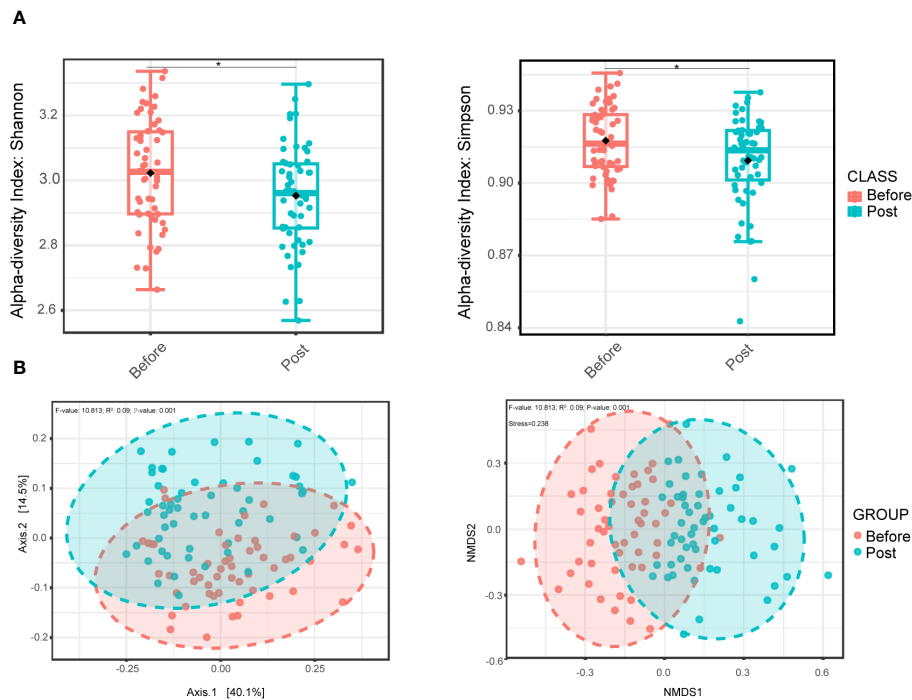 A
Alpha-diversity Index: Shannon
3.2
3.0
2.8
2.6
*
Before
Post
Alpha-diversity Index: Simpson
0.93
0.90
0.87
0.84
*
Before
Post
CLASS
Before
Post
B
F-value: 10.813; R²: 0.09; P-value: 0.001
Axis.2 [14.5%]
0.2
0.1
0.0
-0.1
-0.2
-0.25
0.00
0.25
Axis.1 [40.1%]
F-value: 10.813; R²: 0.09; P-value: 0.001
Stress=0.238
NMDS2
0.3
0.0
-0.3
-0.6
-0.3
0.0
0.3
0.6
NMDS1
GROUP
Before
Post